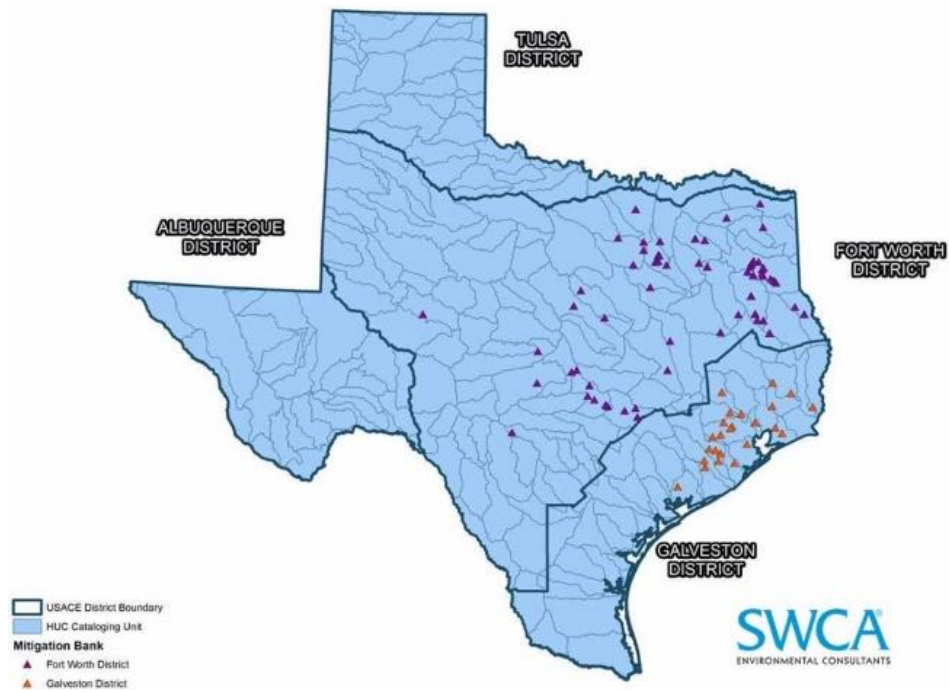 TULSA
DISTRICT
ALBUQUERQUE
DISTRICT
FORT WORTH
DISTRICT
GALVESTON
DISTRICT
USACE District Boundary
HUC Cataloging Unit
Mitigation Bank
Fort Worth District
Galveston District
SWCA®
ENVIRONMENTAL CONSULTANTS